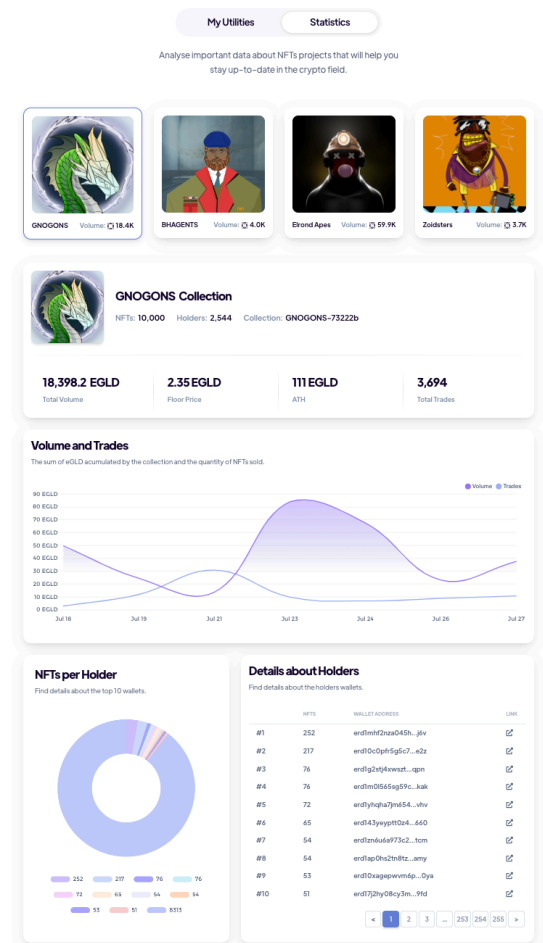 My Utilities
Statistics
Analyse important data about NFTs projects that will help you
stay up-to-date in the crypto field.
GNOGONS Volume: 18.4K
BHAGENTS Volume: 4.0K
Elrond Apes Volume: 59.9K
Zoidsters Volume: 3.7K
GNOGONS Collection
NFTs: 10,000 Holders: 2,544 Collection: GNOGONS-73222b
18,398.2 EGLD
Total Volume
2.35 EGLD
Floor Price
111 EGLD
ATH
3,694
Total Trades
Volume and Trades
The sum of eGLD acumulated by the collection and the quantity of NFTs sold.
Volume Trades
90 EGLD
80 EGLD
70 EGLD
60 EGLD
50 EGLD
40 EGLD
30 EGLD
20 EGLD
10 EGLD
0 EGLD
Jul 18 Jul 19 Jul 21 Jul 23 Jul 24 Jul 26 Jul 27
NFTs per Holder
Find details about the top 10 wallets.
252 217 76 76
72 65 54 54
53 51 8313
Details about Holders
Find details about the holders wallets.
NFTS WALLET ADDRESS LINK
#1 252 erd1mhf2nza045h...j6v
#2 217 erd10c0pfr5g5c7...e2z
#3 76 erd1g2stj4xwszt...qpn
#4 76 erd1m0l565sg59c...kak
#5 72 erd1yhqha7jm654...vhv
#6 65 erd143yeyptt0z4...660
#7 54 erd1zn6u6a973c2...tcm
#8 54 erd1ap0hs2tn8tz...amy
#9 53 erd10xagepwvm6p...0ya
#10 51 erd17j2hy08cy3m...9fd
< 1 2 3 ... 253 254 255 >